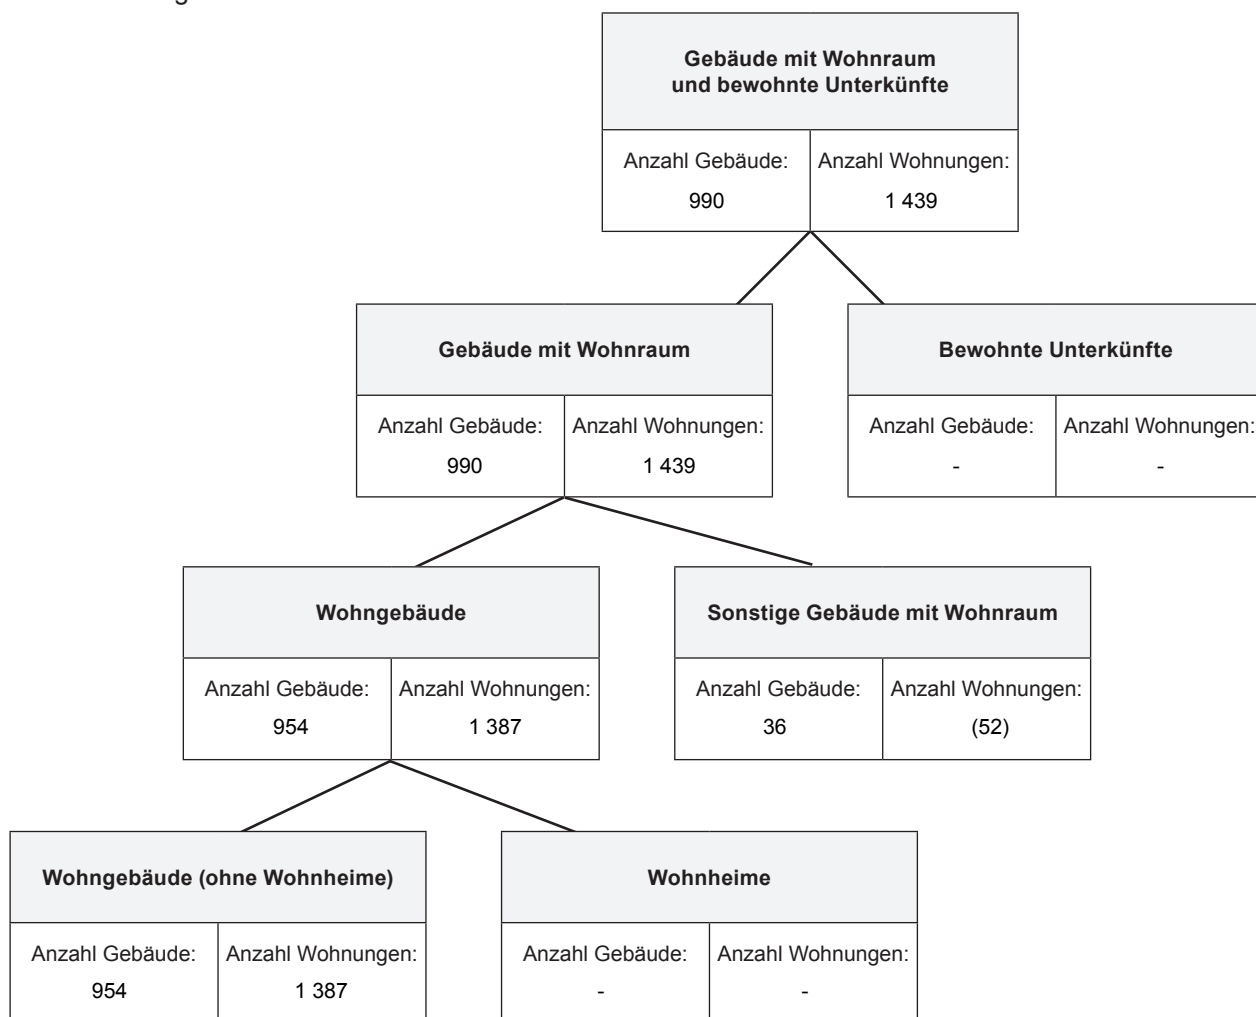 Gebäude mit Wohnraum
und bewohnte Unterkünfte
Anzahl Gebäude: Anzahl Wohnungen:
990 1 439
Gebäude mit Wohnraum Bewohnte Unterkünfte
Anzahl Gebäude: Anzahl Wohnungen: Anzahl Gebäude: Anzahl Wohnungen:
990 1 439 - -
Wohngebäude Sonstige Gebäude mit Wohnraum
Anzahl Gebäude: Anzahl Wohnungen: Anzahl Gebäude: Anzahl Wohnungen:
954 1 387 36 (52)
Wohngebäude (ohne Wohnheime) Wohnheime
Anzahl Gebäude: Anzahl Wohnungen: Anzahl Gebäude: Anzahl Wohnungen:
954 1 387 - -